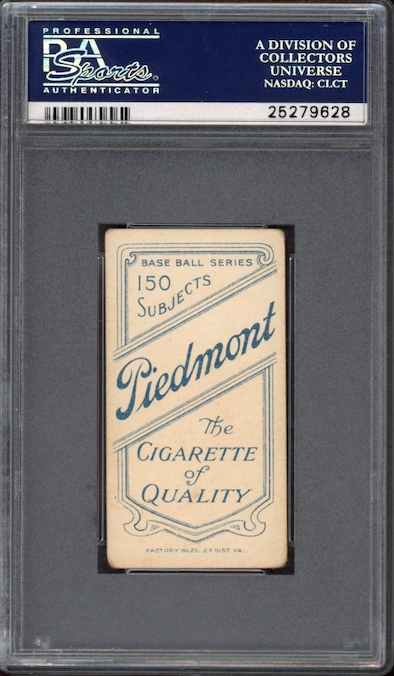 PROFESSIONAL
PSA
Sports
AUTHENTICATOR
A DIVISION OF
COLLECTORS
UNIVERSE
NASDAQ: CLCT
25279628
BASE BALL SERIES
150
SUBJECTS
Piedmont
The
CIGARETTE
of
QUALITY
FACTORY No 25, 2D DIST. VA.